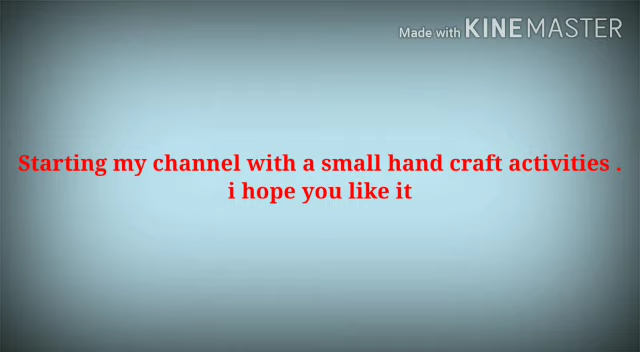 Made with KINEMASTER
Starting my channel with a small hand craft activities .
i hope you like it